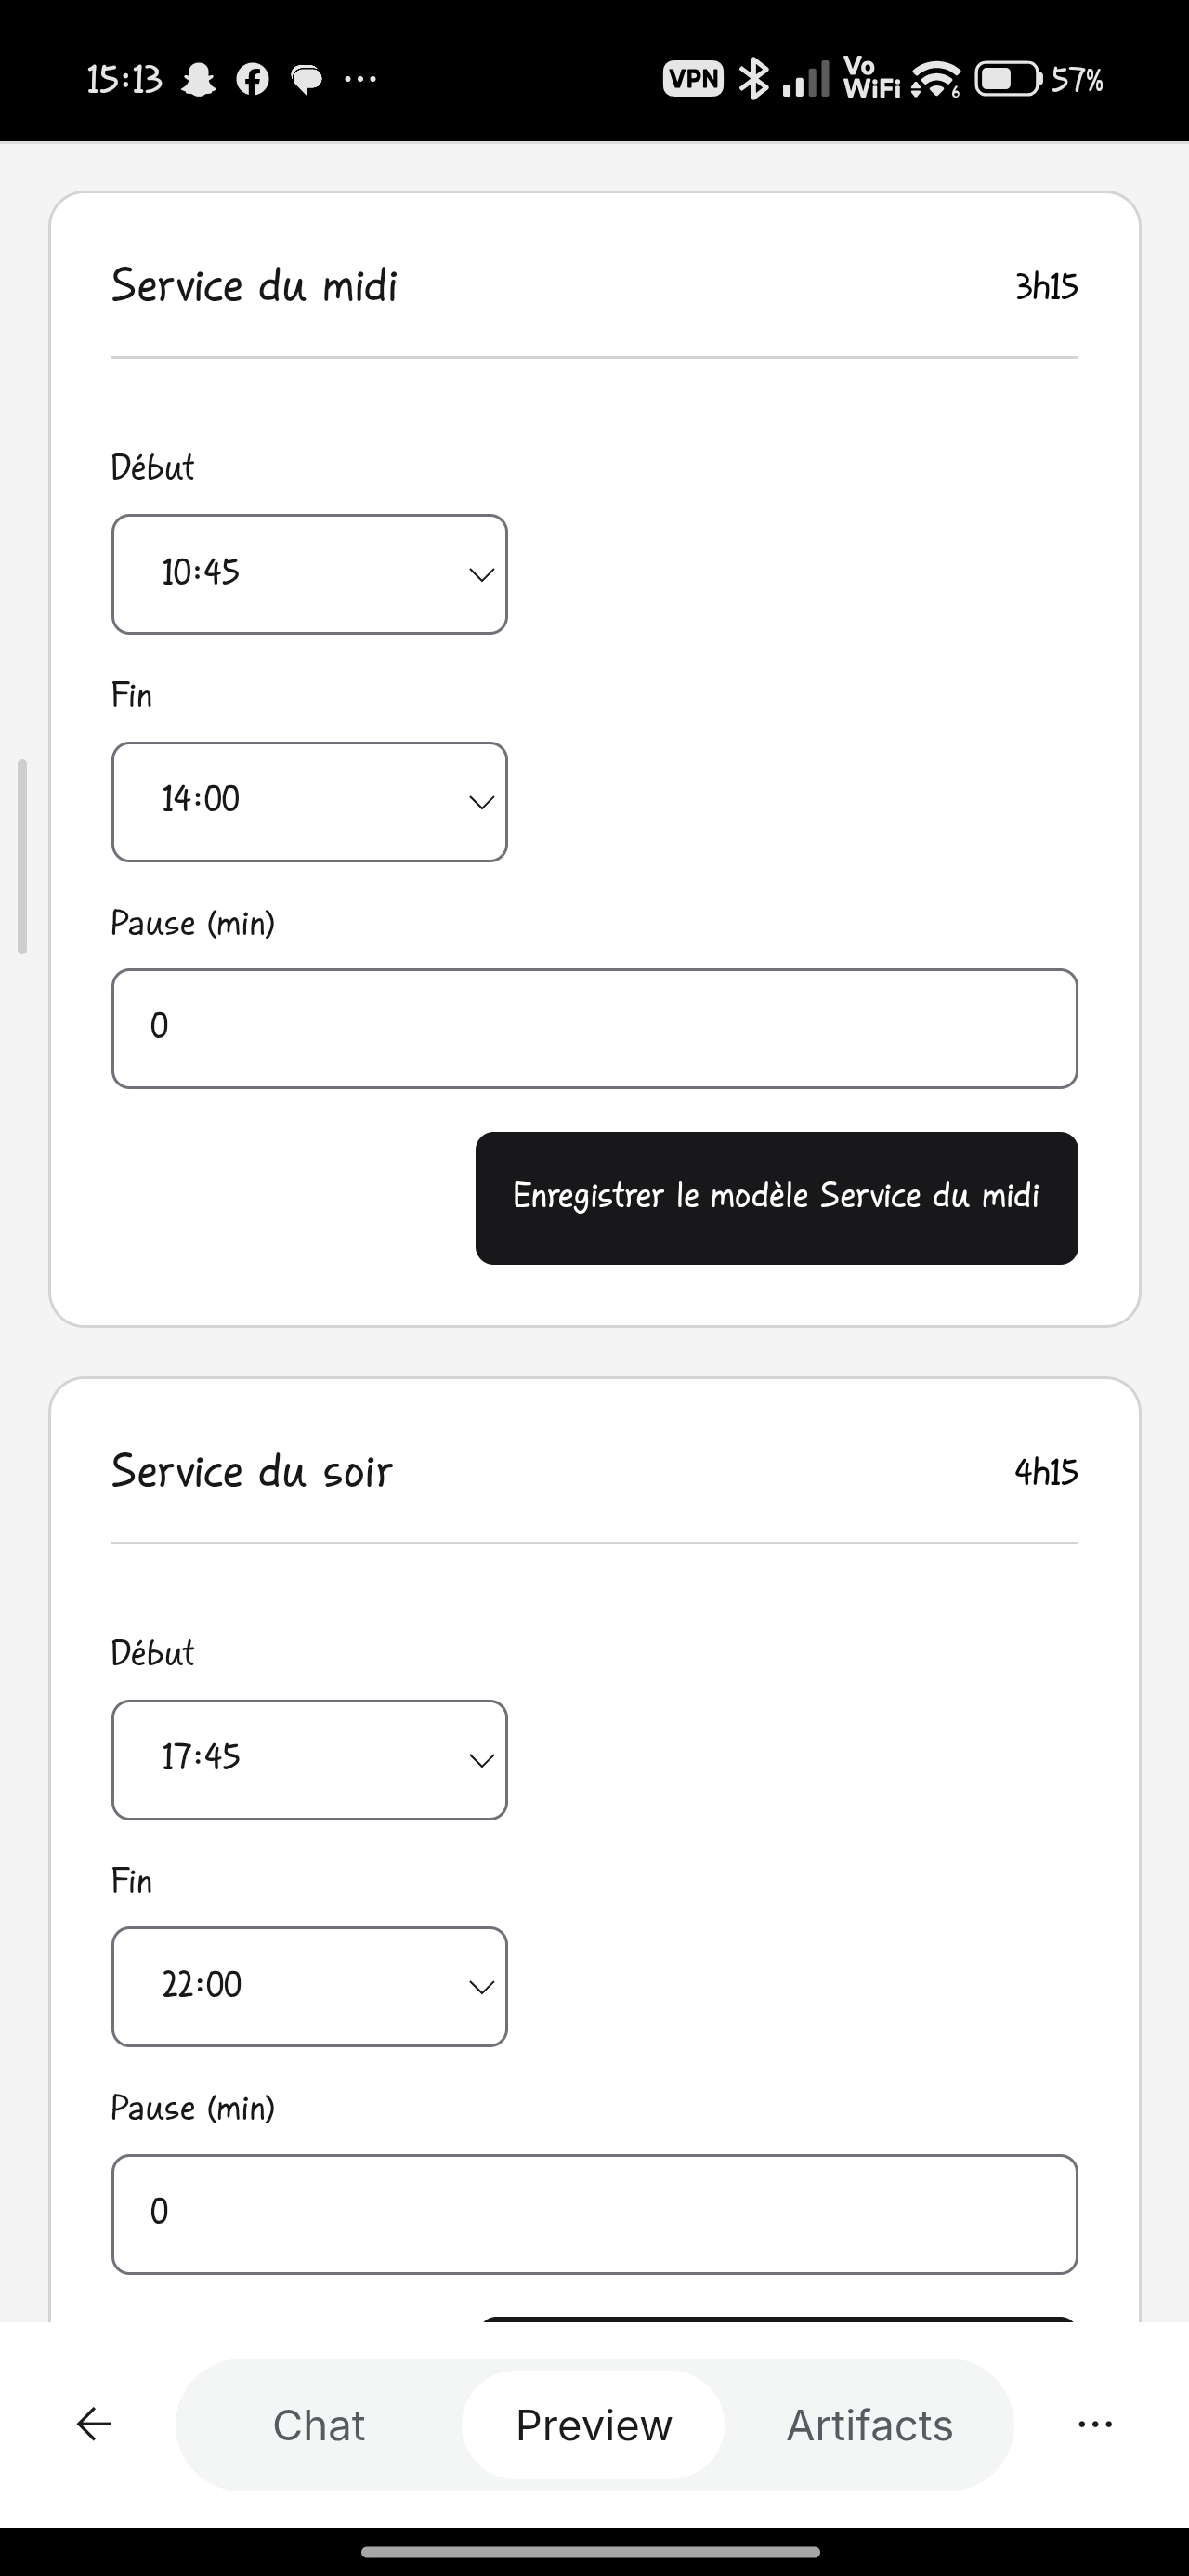 15:13 ... VPN Vo WiFi 6 57%
Service du midi 3h15
Début
10:45
Fin
14:00
Pause (min)
0
Enregistrer le modèle Service du midi
Service du soir 4h15
Début
17:45
Fin
22:00
Pause (min)
0
Chat Preview Artifacts ...